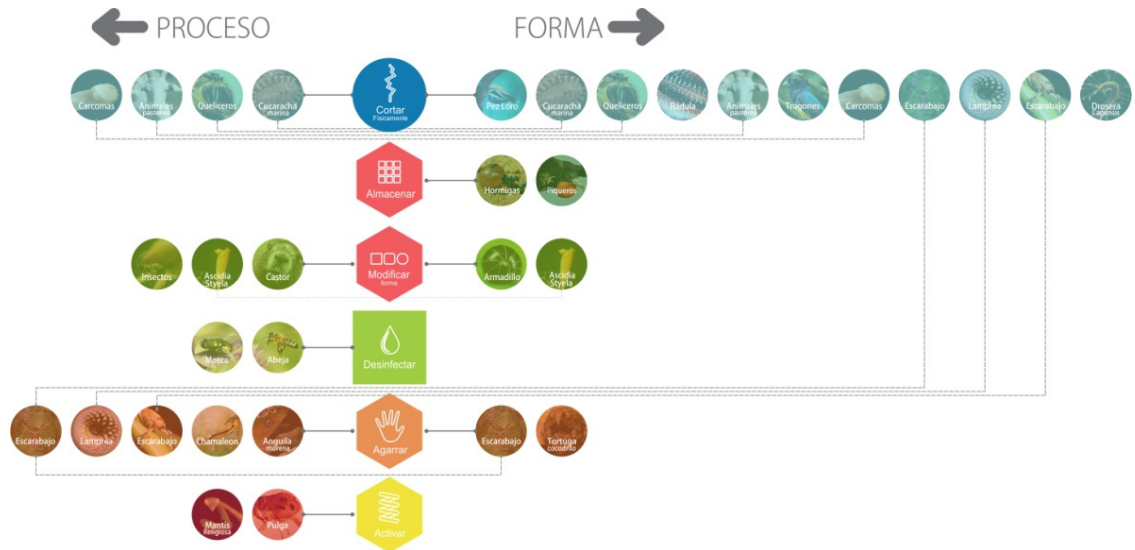 PROCESO
FORMA
Carcomas
Animales
pastoreo
Queliceros
Cucaracha
marina
Cortar
Físicamente
Pez Loro
Cucaracha
marina
Queliceros
Rádula
Animales
pastoreo
Trogones
Carcomas
Escarabajo
Lamprea
Escarabajo
Drosera
Capensis
Almacenar
Hormigas
Piqueros
Insectos
Ascidia
Styela
Castor
Modificar
forma
Armadillo
Ascidia
Styela
Mosca
Abeja
Desinfectar
Escarabajo
Lamprea
Escarabajo
Chamaleon
Anguila
morena
Agarrar
Escarabajo
Tortuga
cocodrilo
Mantis
Religiosa
Pulga
Activar